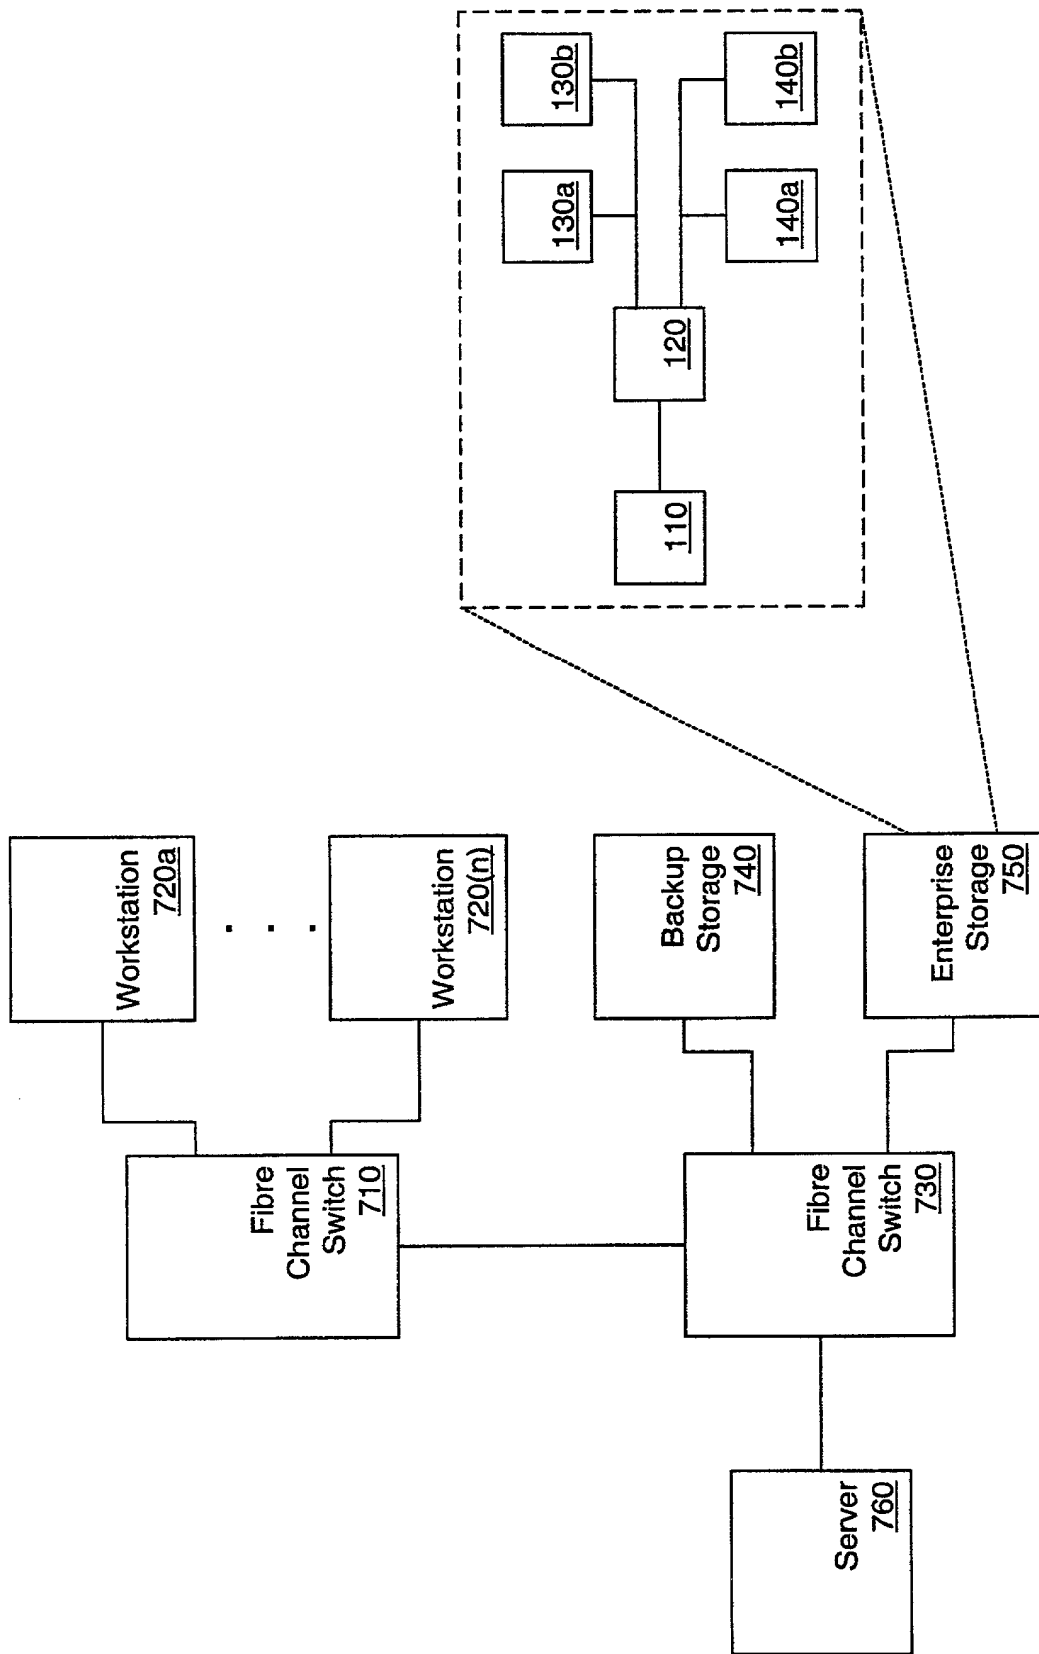 Workstation
720a
. . .
Workstation
720(n)
Fibre
Channel
Switch
710
Backup
Storage
740
Enterprise
Storage
750
Fibre
Channel
Switch
730
Server
760
110
120
130a
130b
140a
140b